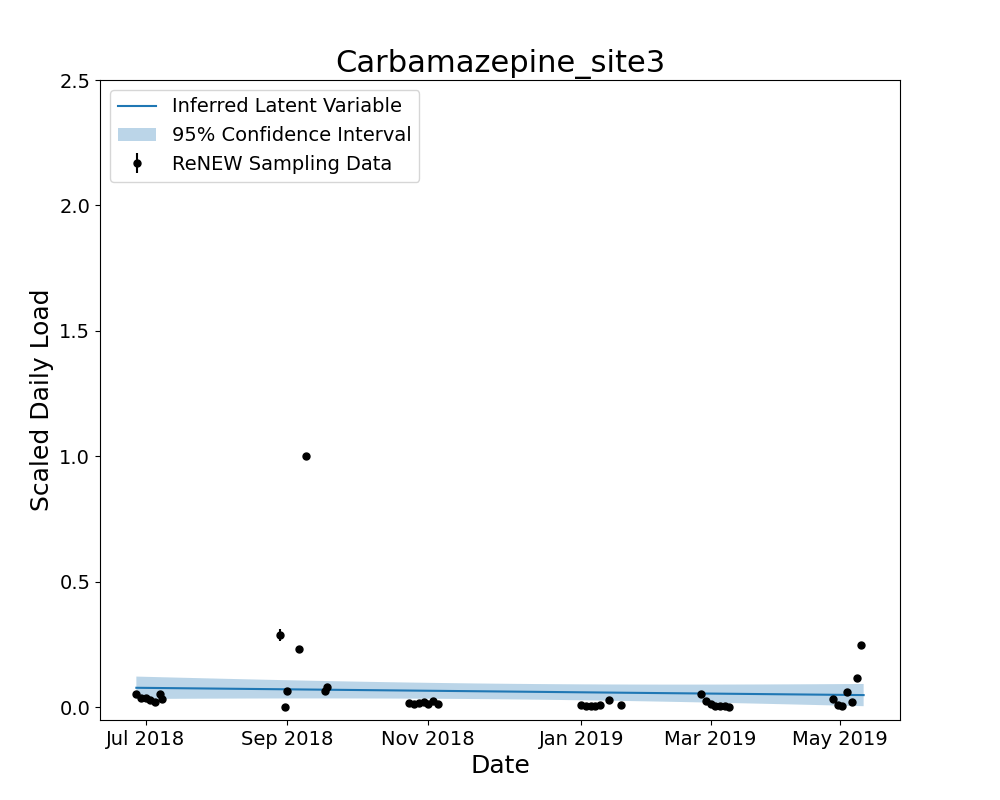 Carbamazepine_site3
Inferred Latent Variable
95% Confidence Interval
ReNEW Sampling Data
Scaled Daily Load
2.5
2.0
1.5
1.0
0.5
0.0
Jul 2018 Sep 2018 Nov 2018 Jan 2019 Mar 2019 May 2019
Date